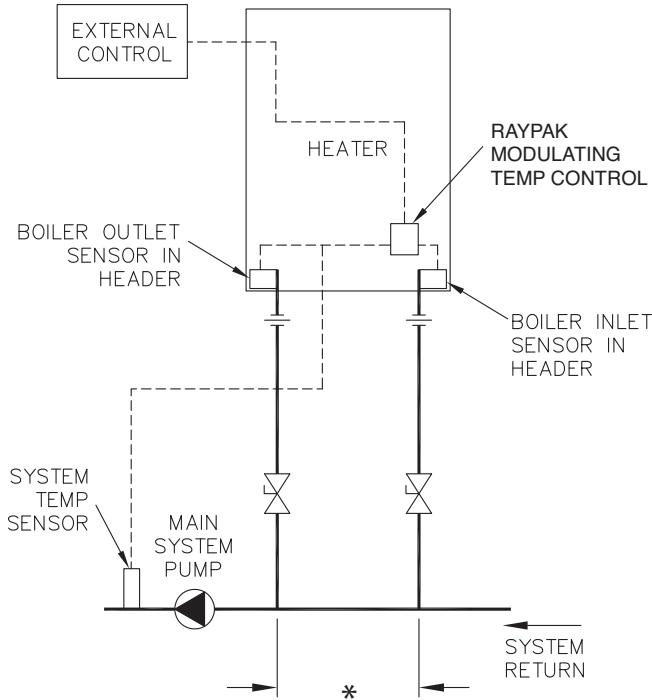 EXTERNAL
CONTROL
HEATER
RAYPAK
MODULATING
TEMP CONTROL
BOILER OUTLET
SENSOR IN
HEADER
BOILER INLET
SENSOR IN
HEADER
SYSTEM
TEMP
SENSOR
MAIN
SYSTEM
PUMP
SYSTEM
RETURN
*